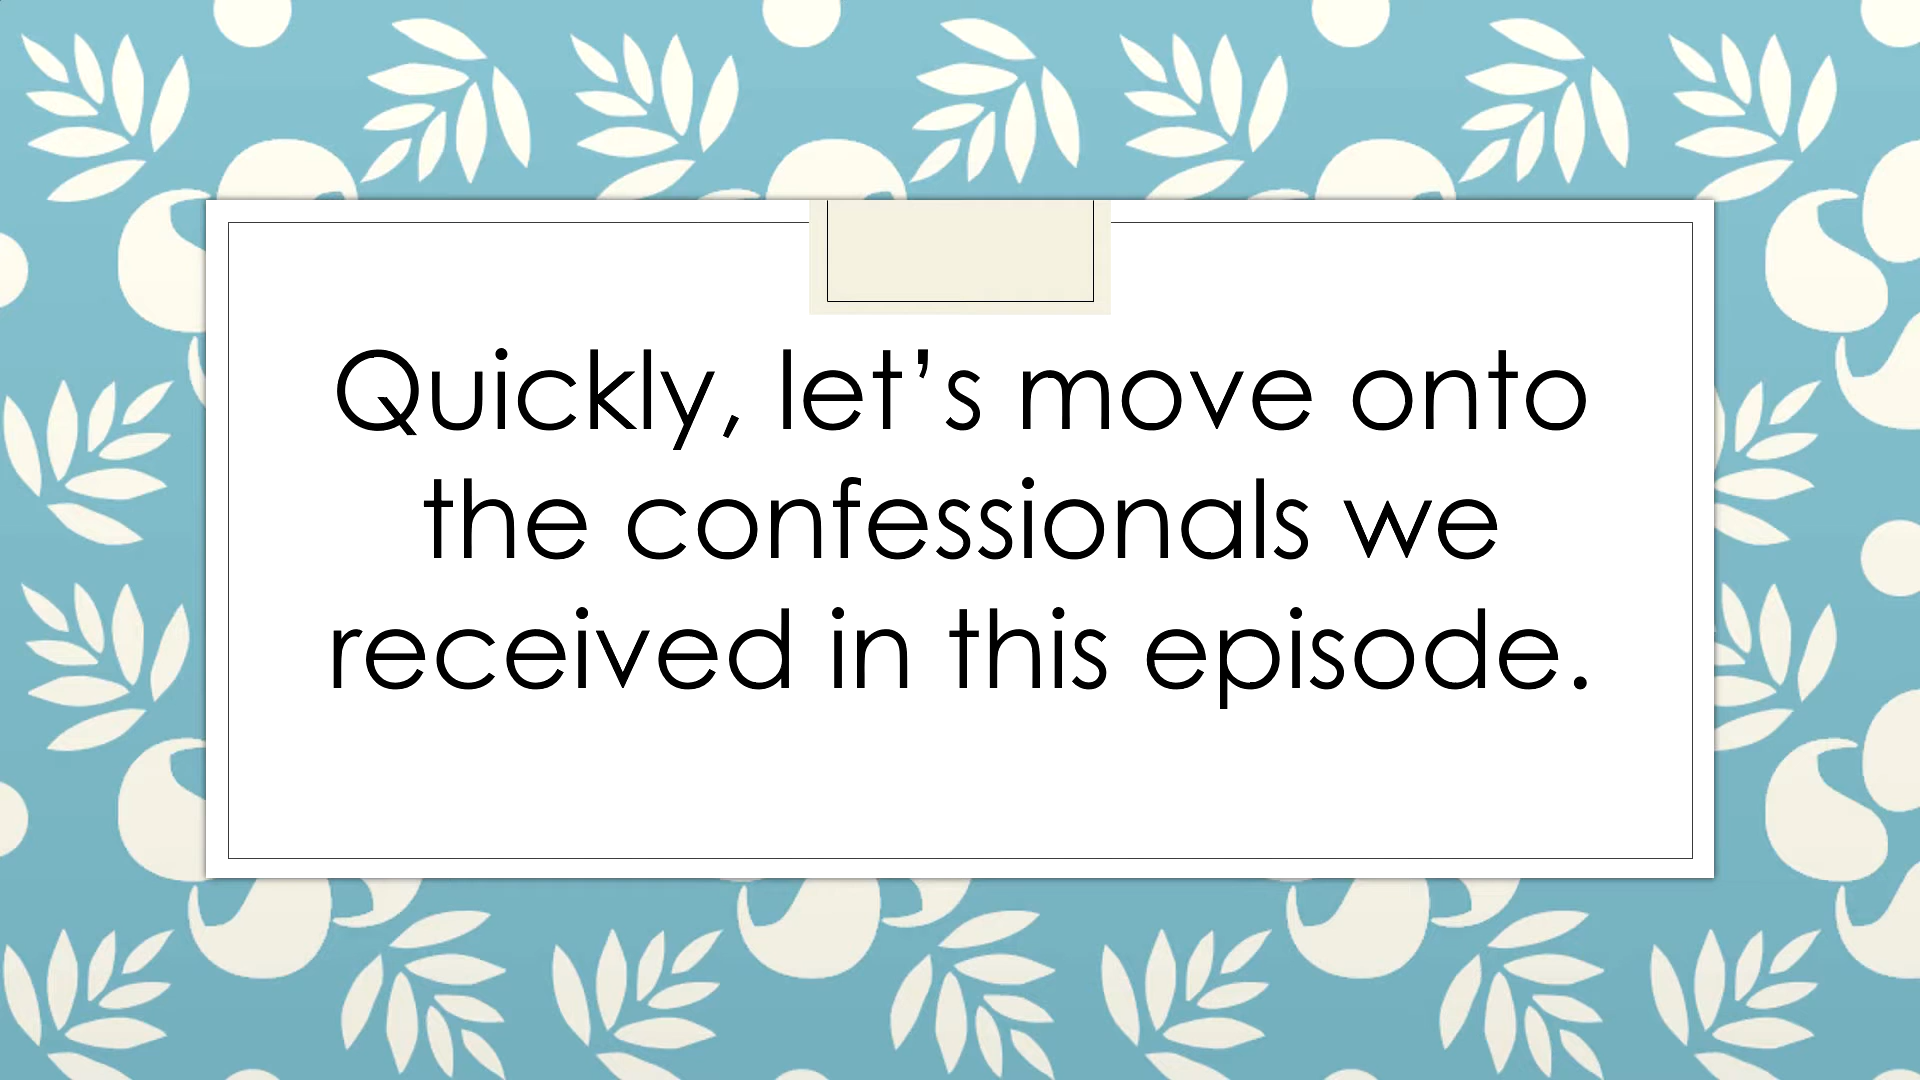 Quickly, let’s move onto
the confessionals we
received in this episode.